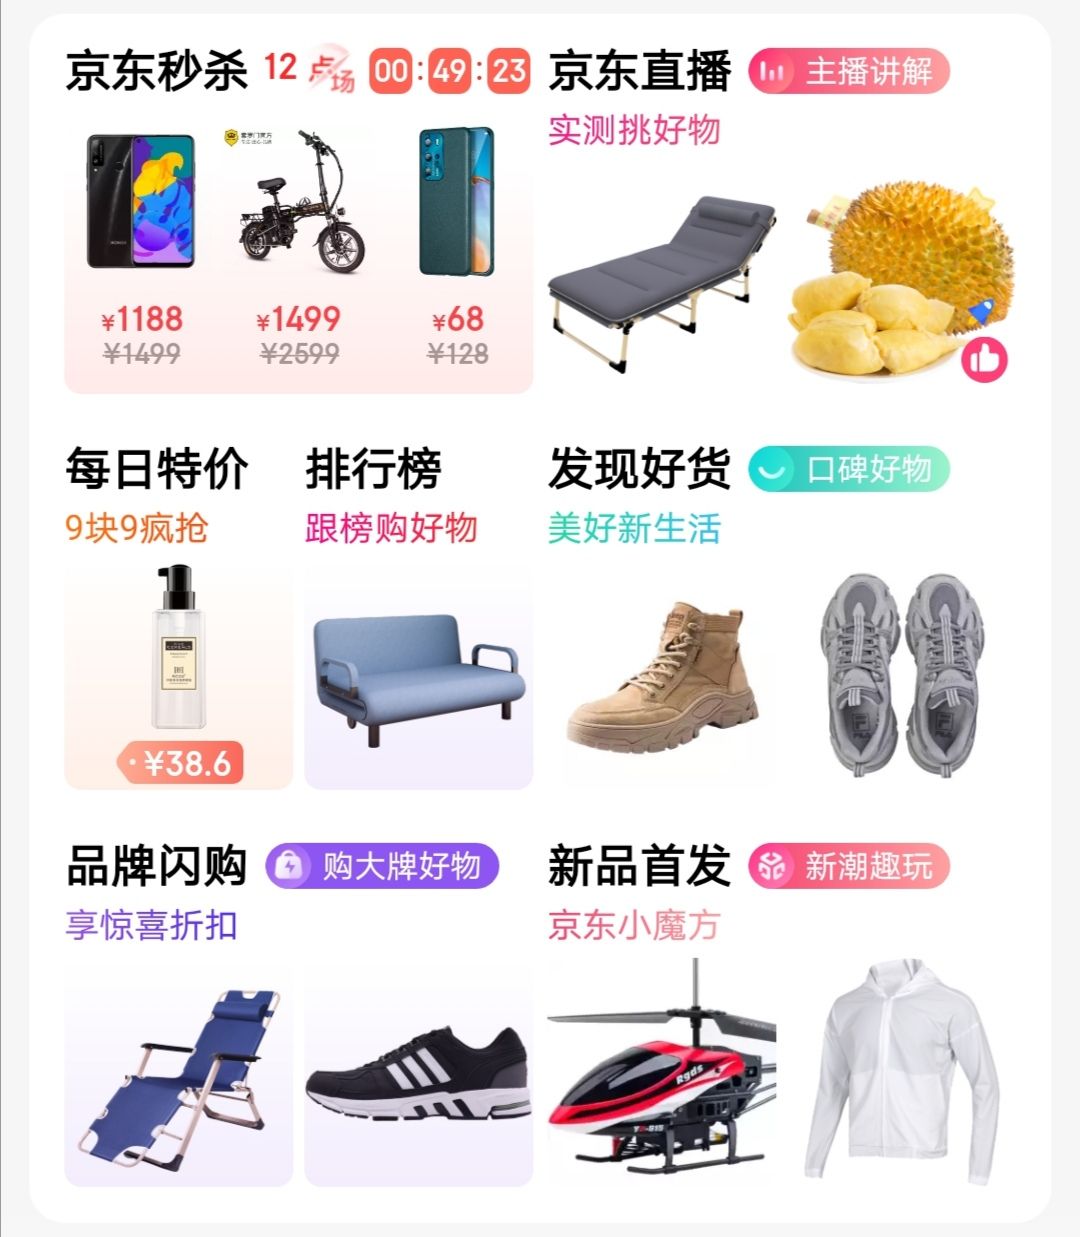 京东秒杀 12点场 00:49:23
¥1188
¥1499
¥1499
¥2599
¥68
¥128
京东直播 主播讲解
实测挑好物
每日特价
9块9疯抢
¥38.6
排行榜
跟榜购好物
发现好货 口碑好物
美好新生活
FILA
品牌闪购 购大牌好物
享惊喜折扣
新品首发 新潮趣玩
京东小魔方
Rgds